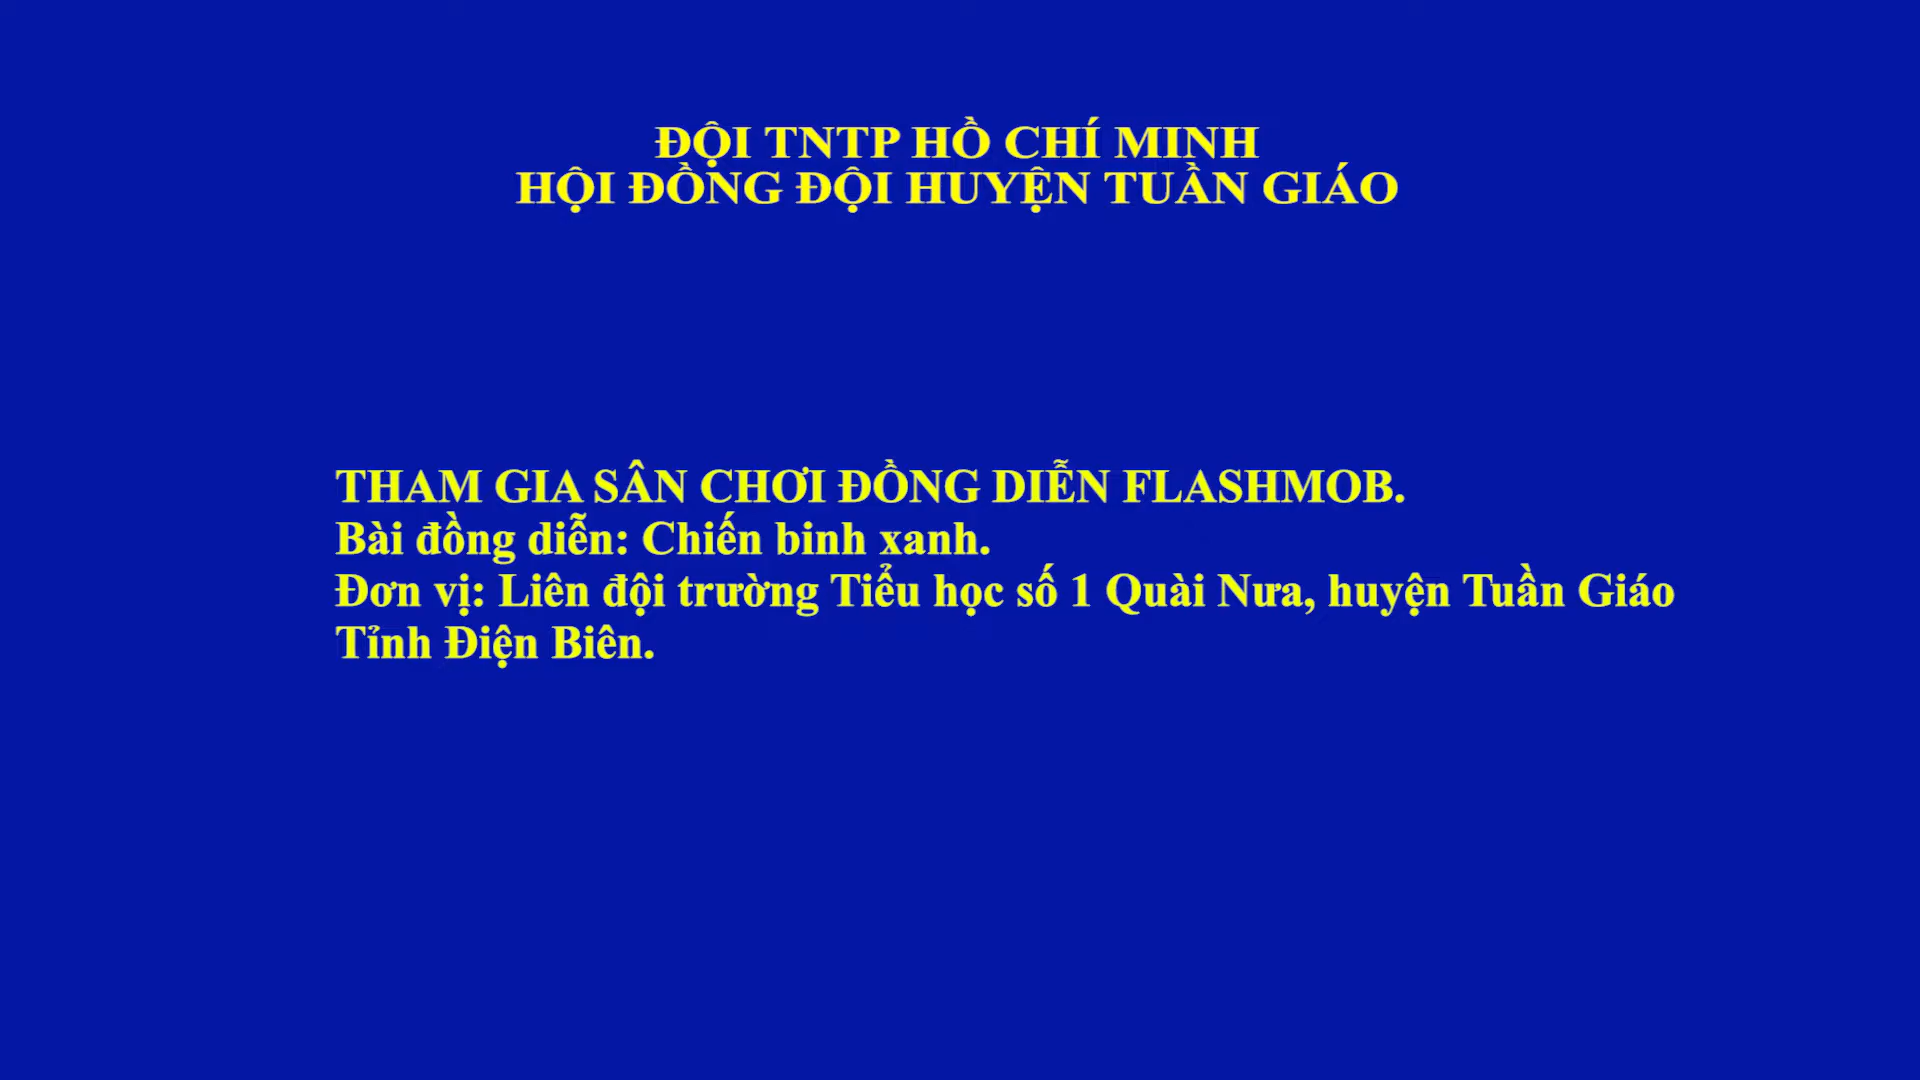 ĐỘI TNTP HỒ CHÍ MINH
HỘI ĐỒNG ĐỘI HUYỆN TUẦN GIÁO
THAM GIA SÂN CHƠI ĐỒNG DIỄN FLASHMOB.
Bài đồng diễn: Chiến binh xanh.
Đơn vị: Liên đội trường Tiểu học số 1 Quài Nưa, huyện Tuần Giáo
Tỉnh Điện Biên.